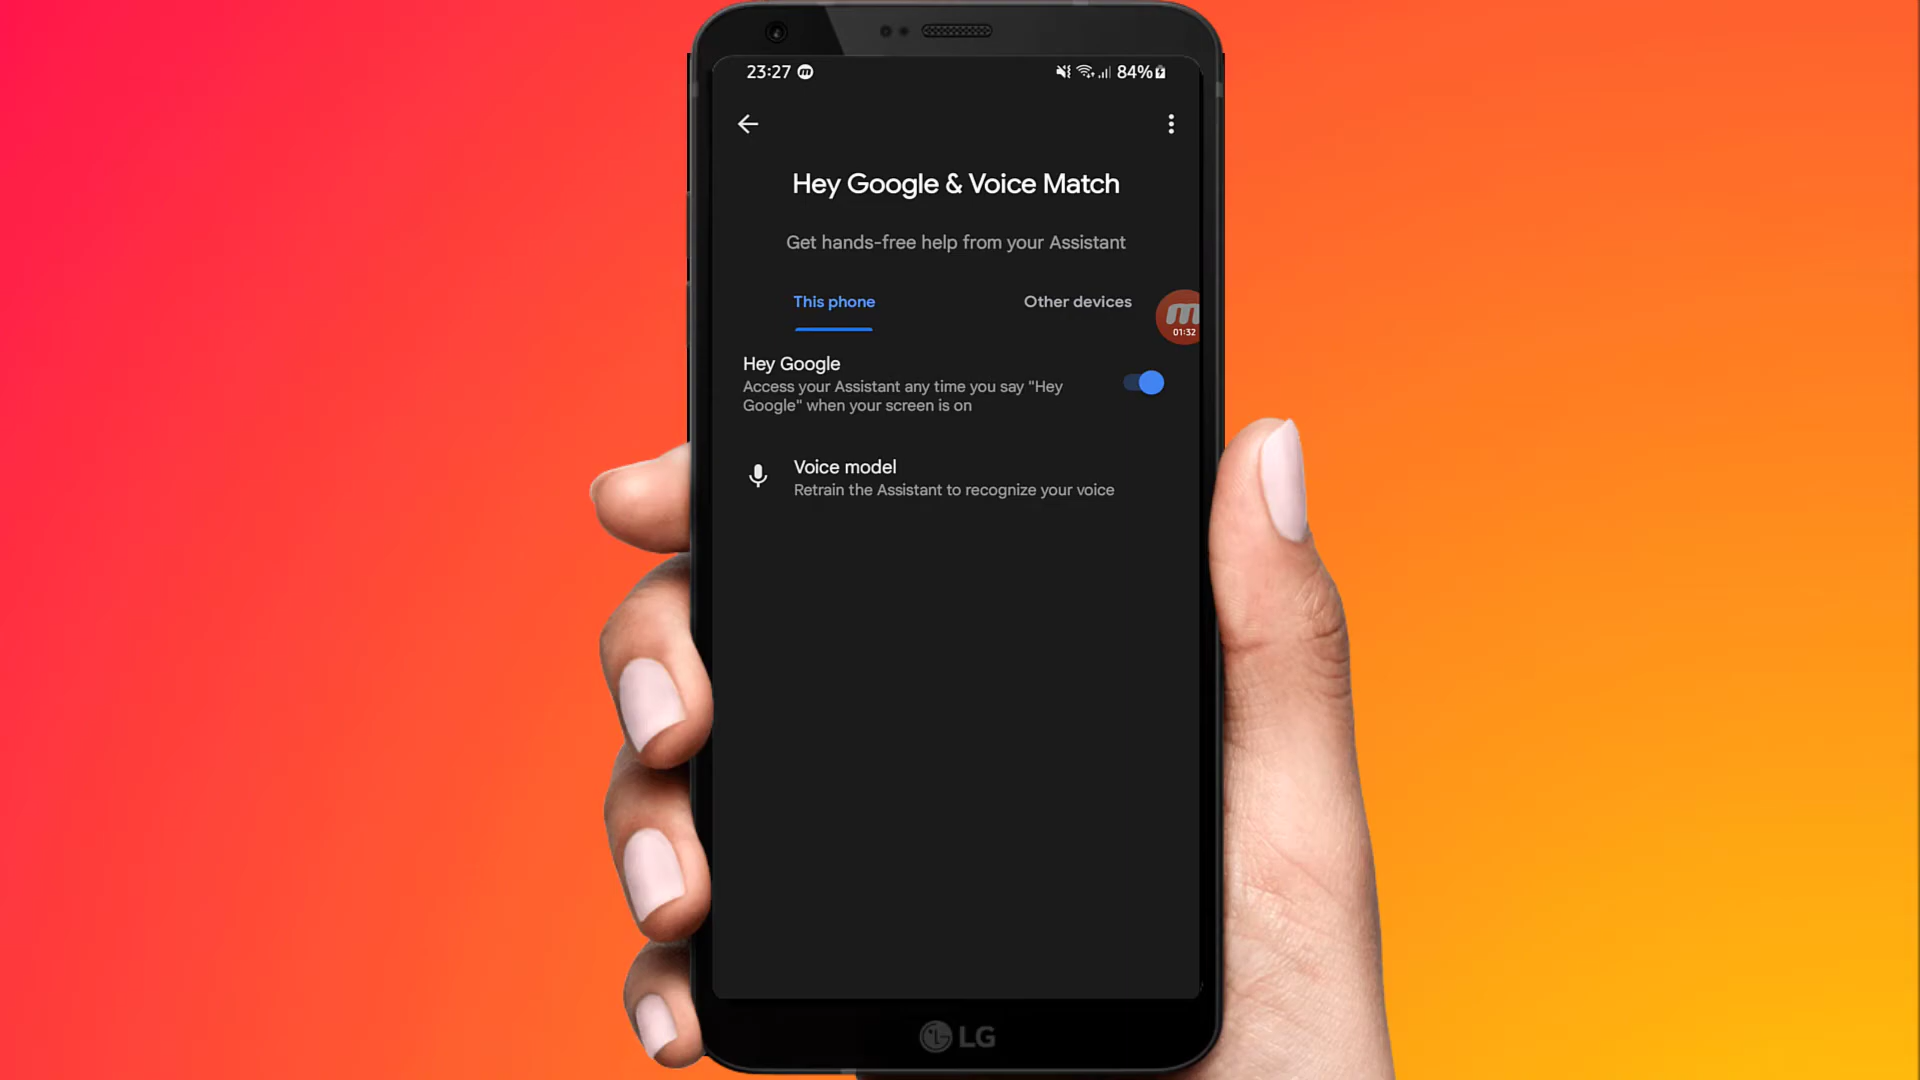 23:27 m 84%
Hey Google & Voice Match
Get hands-free help from your Assistant
This phone
Other devices
m
01:32
Hey Google
Access your Assistant any time you say "Hey
Google" when your screen is on
Voice model
Retrain the Assistant to recognize your voice
LG